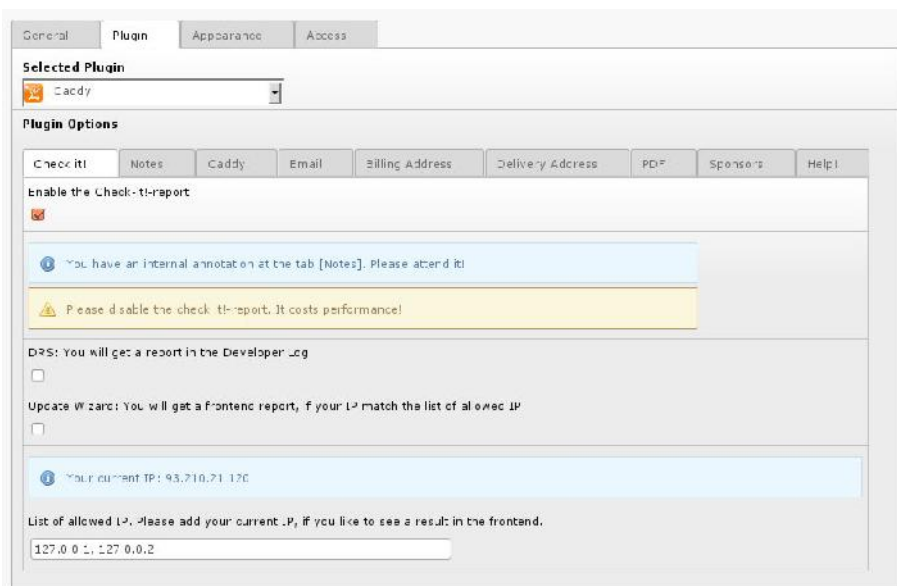 General Plugin Appearance Access
Selected Plugin
Caddy
Plugin Options
Check it! Notes Caddy Email Billing Address Delivery Address PDF Sponsors Help!
Enable the Check-it!-report
You have an internal annotation at the tab [Notes]. Please attend it!
Please disable the check it!-report. It costs performance!
DRS: You will get a report in the Developer Log
Update Wizard: You will get a frontend report, if your IP match the list of allowed IP
Your current IP: 93.210.21.120
List of allowed IP. Please add your current IP, if you like to see a result in the frontend.
127.0.0.1, 127.0.0.2